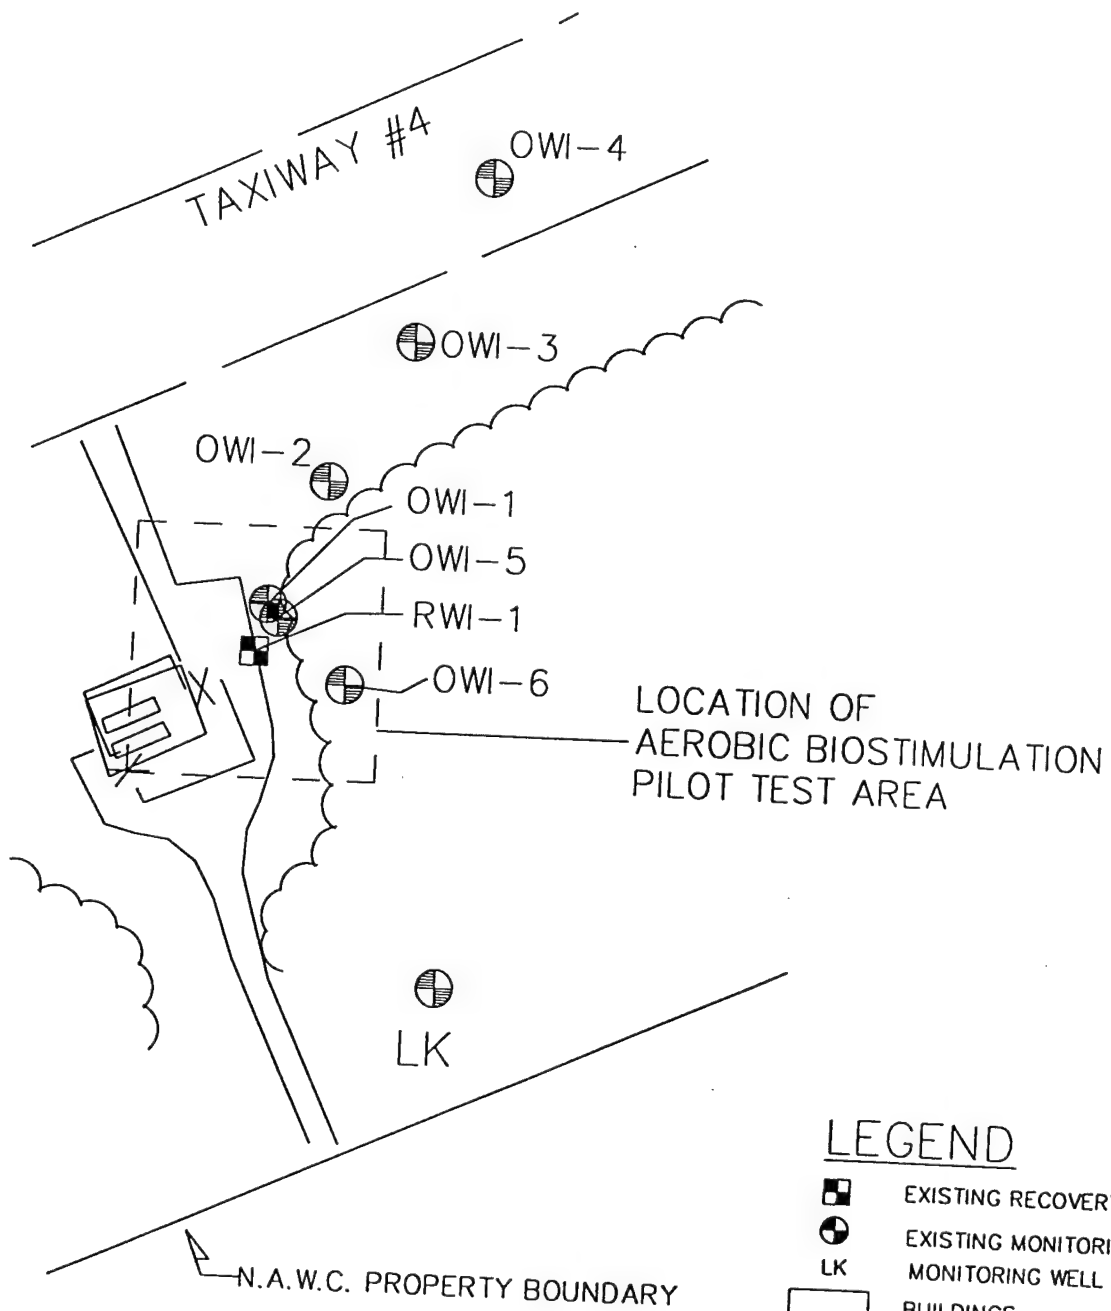 TAXIWAY #4
OWI-4
OWI-3
OWI-2
OWI-1
OWI-5
RWI-1
OWI-6
LOCATION OF
AEROBIC BIOSTIMULATION
PILOT TEST AREA
LK
LEGEND
EXISTING RECOVER
EXISTING MONITORI
LK MONITORING WELL
BUILDINGS
N.A.W.C. PROPERTY BOUNDARY